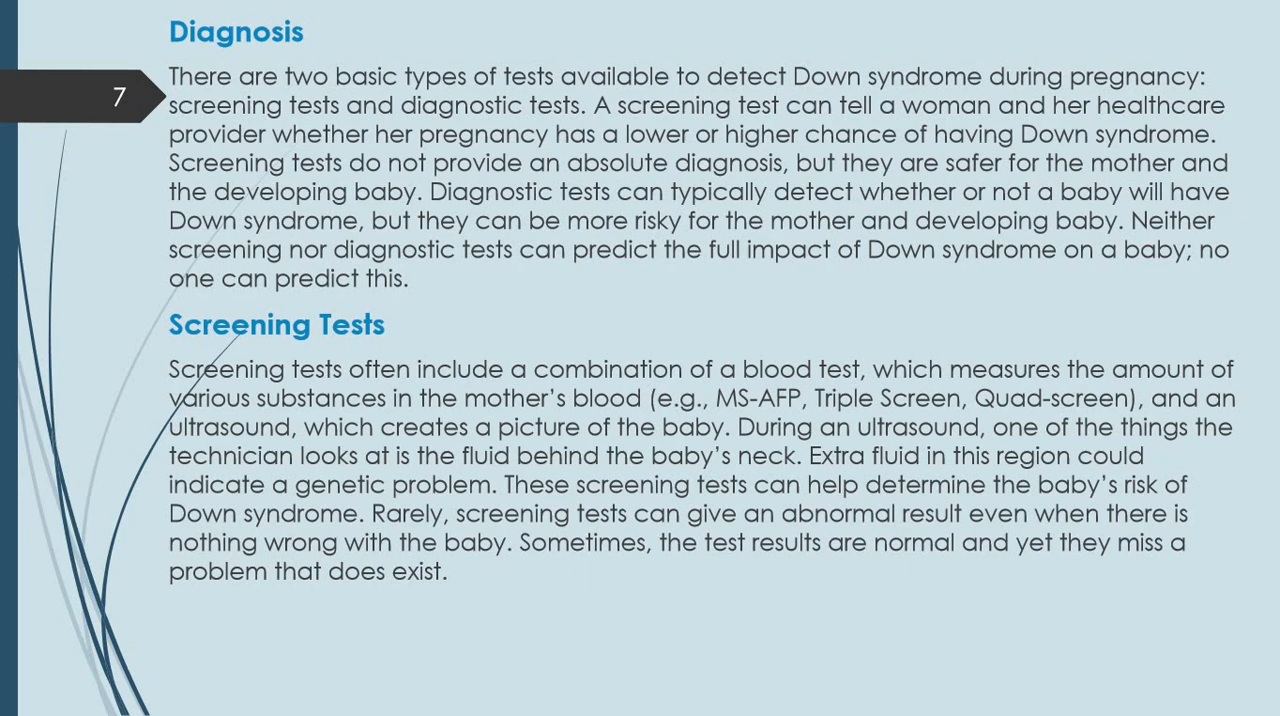 Diagnosis
7
There are two basic types of tests available to detect Down syndrome during pregnancy:
screening tests and diagnostic tests. A screening test can tell a woman and her healthcare
provider whether her pregnancy has a lower or higher chance of having Down syndrome.
Screening tests do not provide an absolute diagnosis, but they are safer for the mother and
the developing baby. Diagnostic tests can typically detect whether or not a baby will have
Down syndrome, but they can be more risky for the mother and developing baby. Neither
screening nor diagnostic tests can predict the full impact of Down syndrome on a baby; no
one can predict this.
Screening Tests
Screening tests often include a combination of a blood test, which measures the amount of
various substances in the mother’s blood (e.g., MS-AFP, Triple Screen, Quad-screen), and an
ultrasound, which creates a picture of the baby. During an ultrasound, one of the things the
technician looks at is the fluid behind the baby’s neck. Extra fluid in this region could
indicate a genetic problem. These screening tests can help determine the baby’s risk of
Down syndrome. Rarely, screening tests can give an abnormal result even when there is
nothing wrong with the baby. Sometimes, the test results are normal and yet they miss a
problem that does exist.